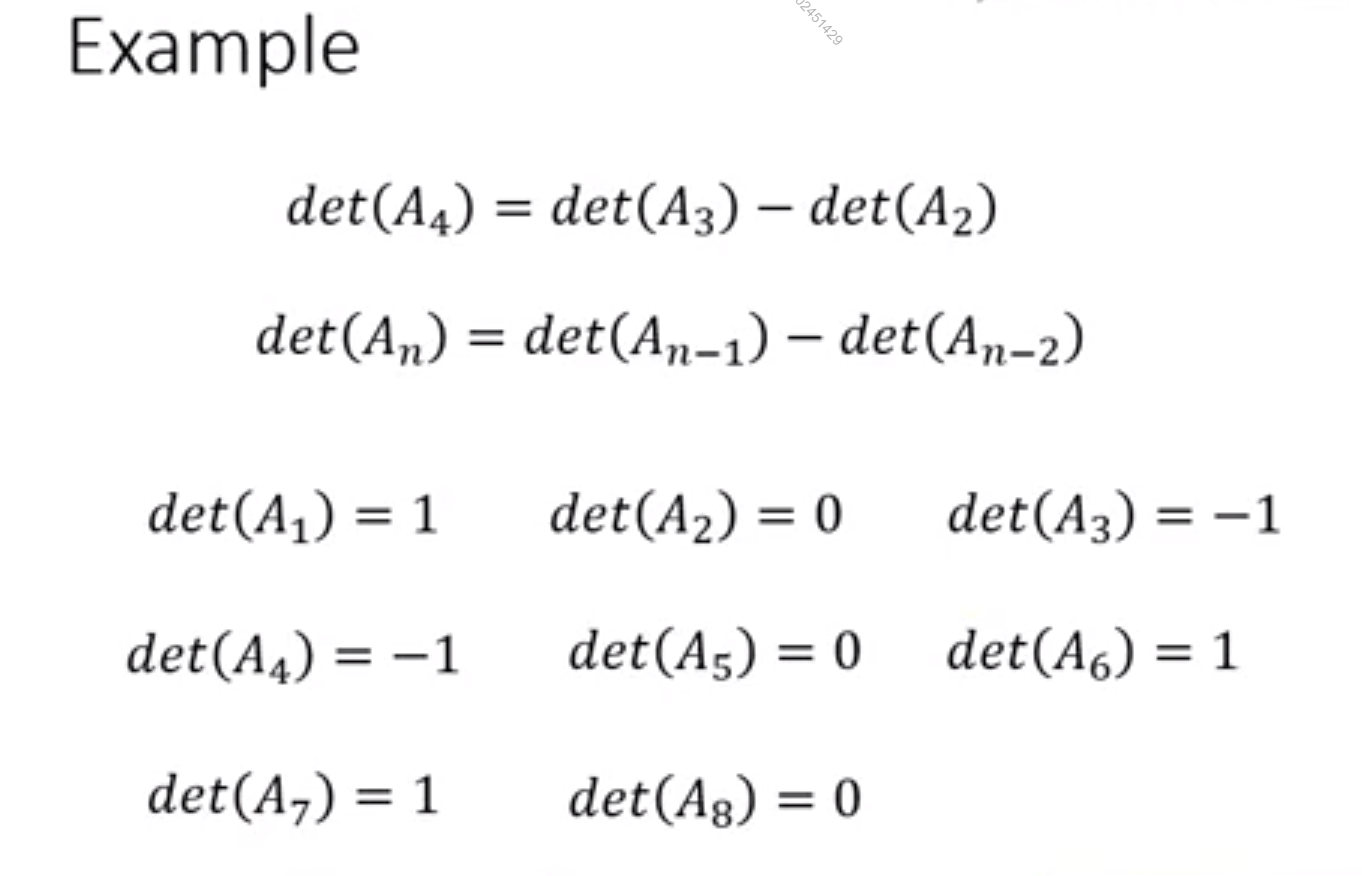 02451429
Example
det(A₄) = det(A₃) − det(A₂)
det(Aₙ) = det(Aₙ₋₁) − det(Aₙ₋₂)
det(A₁) = 1 det(A₂) = 0 det(A₃) = −1
det(A₄) = −1 det(A₅) = 0 det(A₆) = 1
det(A₇) = 1 det(A₈) = 0